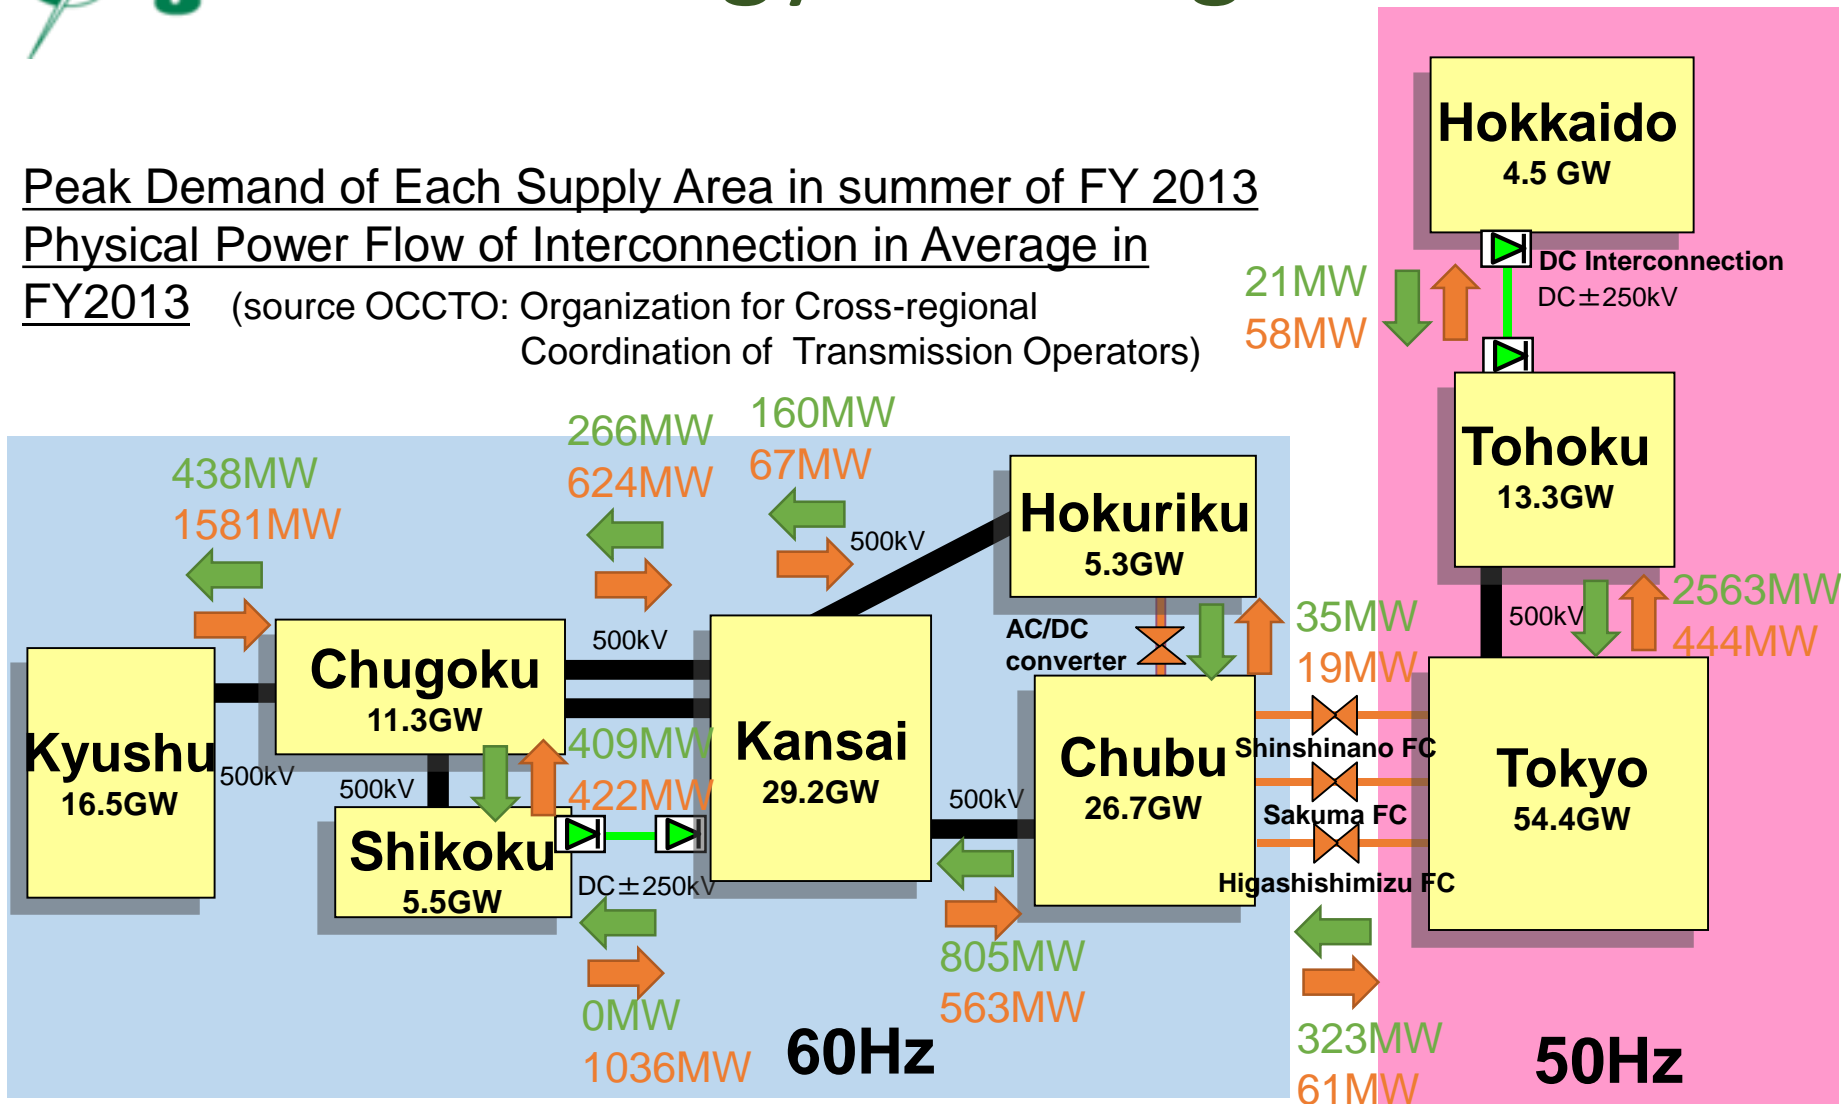 Peak Demand of Each Supply Area in summer of FY 2013
Physical Power Flow of Interconnection in Average in
FY2013 (source OCCTO: Organization for Cross-regional
Coordination of Transmission Operators)
Hokkaido
4.5 GW
DC Interconnection
DC±250kV
21MW
58MW
Tohoku
13.3GW
500kV
2563MW
444MW
438MW
1581MW
266MW
624MW
160MW
67MW
500kV
Hokuriku
5.3GW
AC/DC
converter
35MW
19MW
500kV
Chugoku
11.3GW
Kyushu
16.5GW
500kV
500kV
409MW
422MW
Shikoku
5.5GW
DC±250kV
Kansai
29.2GW
500kV
Chubu
26.7GW
Shinshinano FC
Sakuma FC
Higashishimizu FC
Tokyo
54.4GW
0MW
1036MW
805MW
563MW
323MW
61MW
60Hz
50Hz